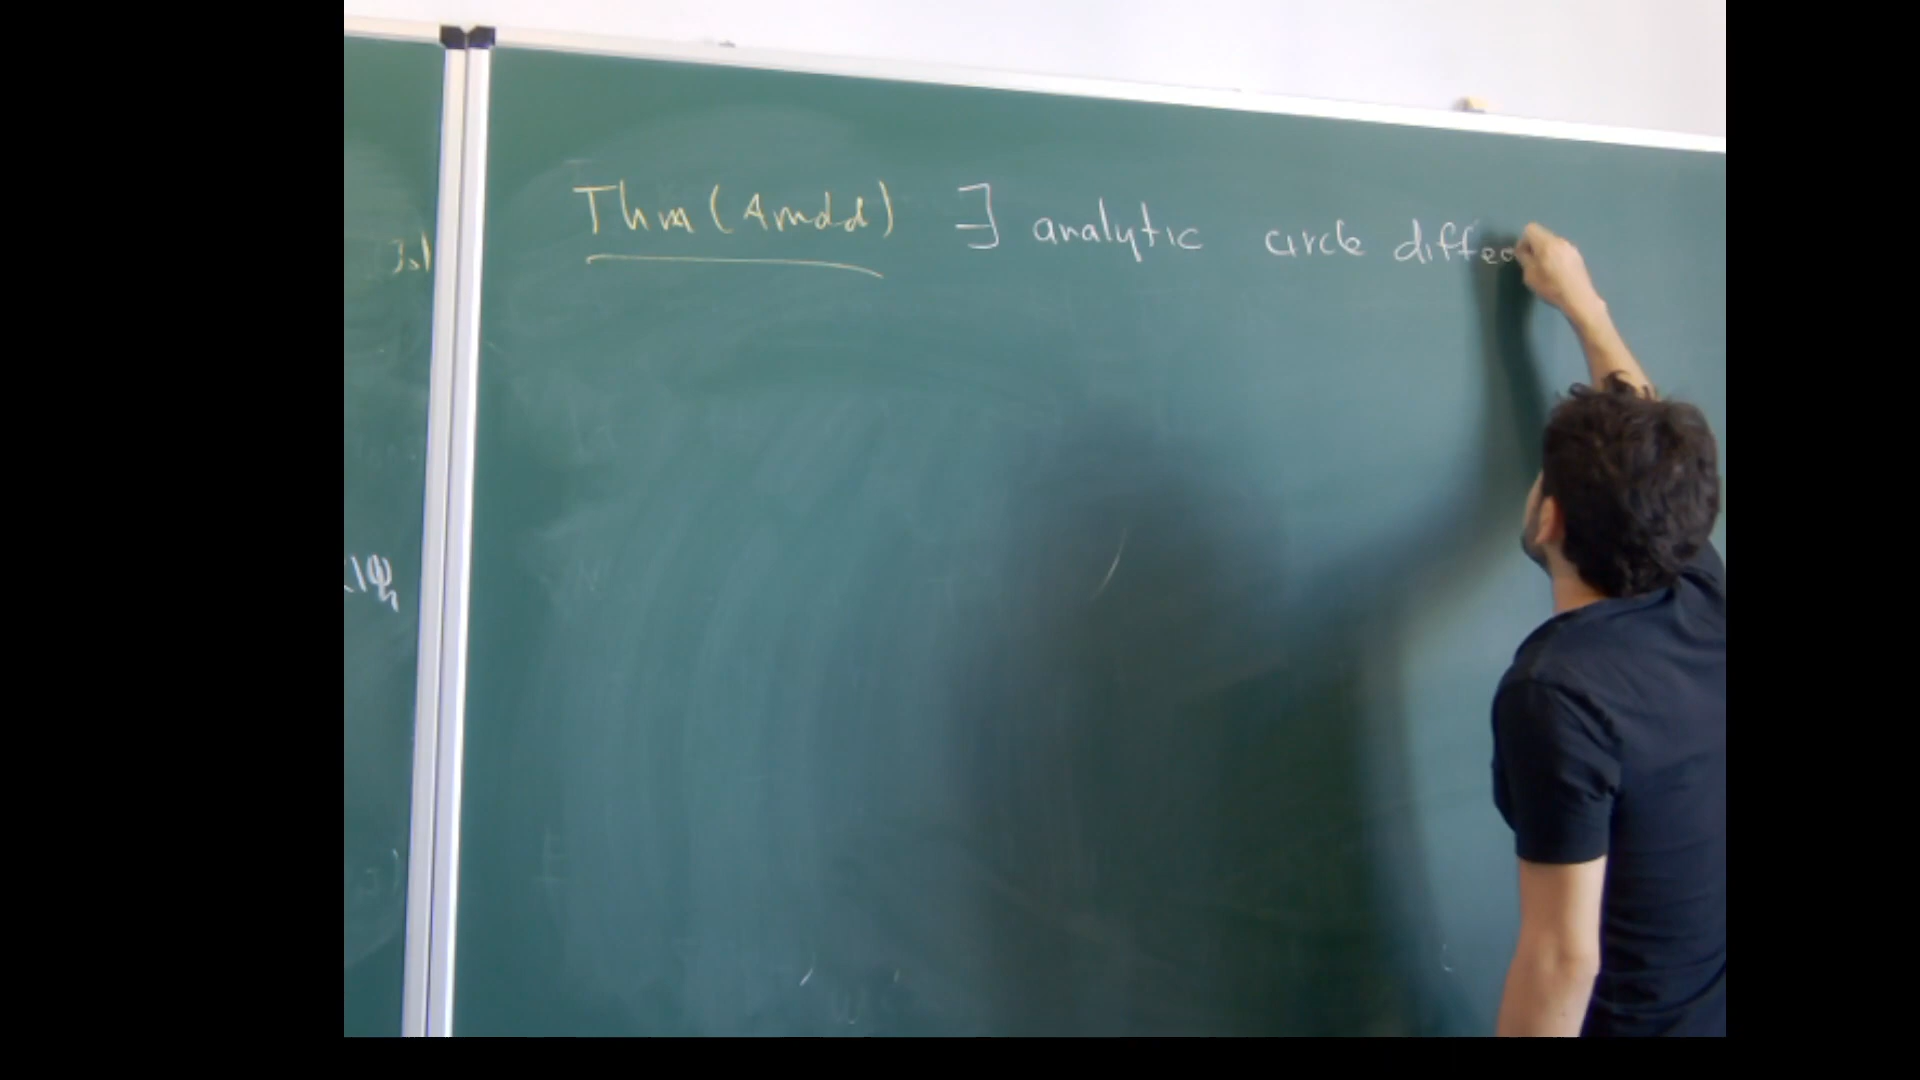 Thm (Arnold) ∃ analytic circle diffeo